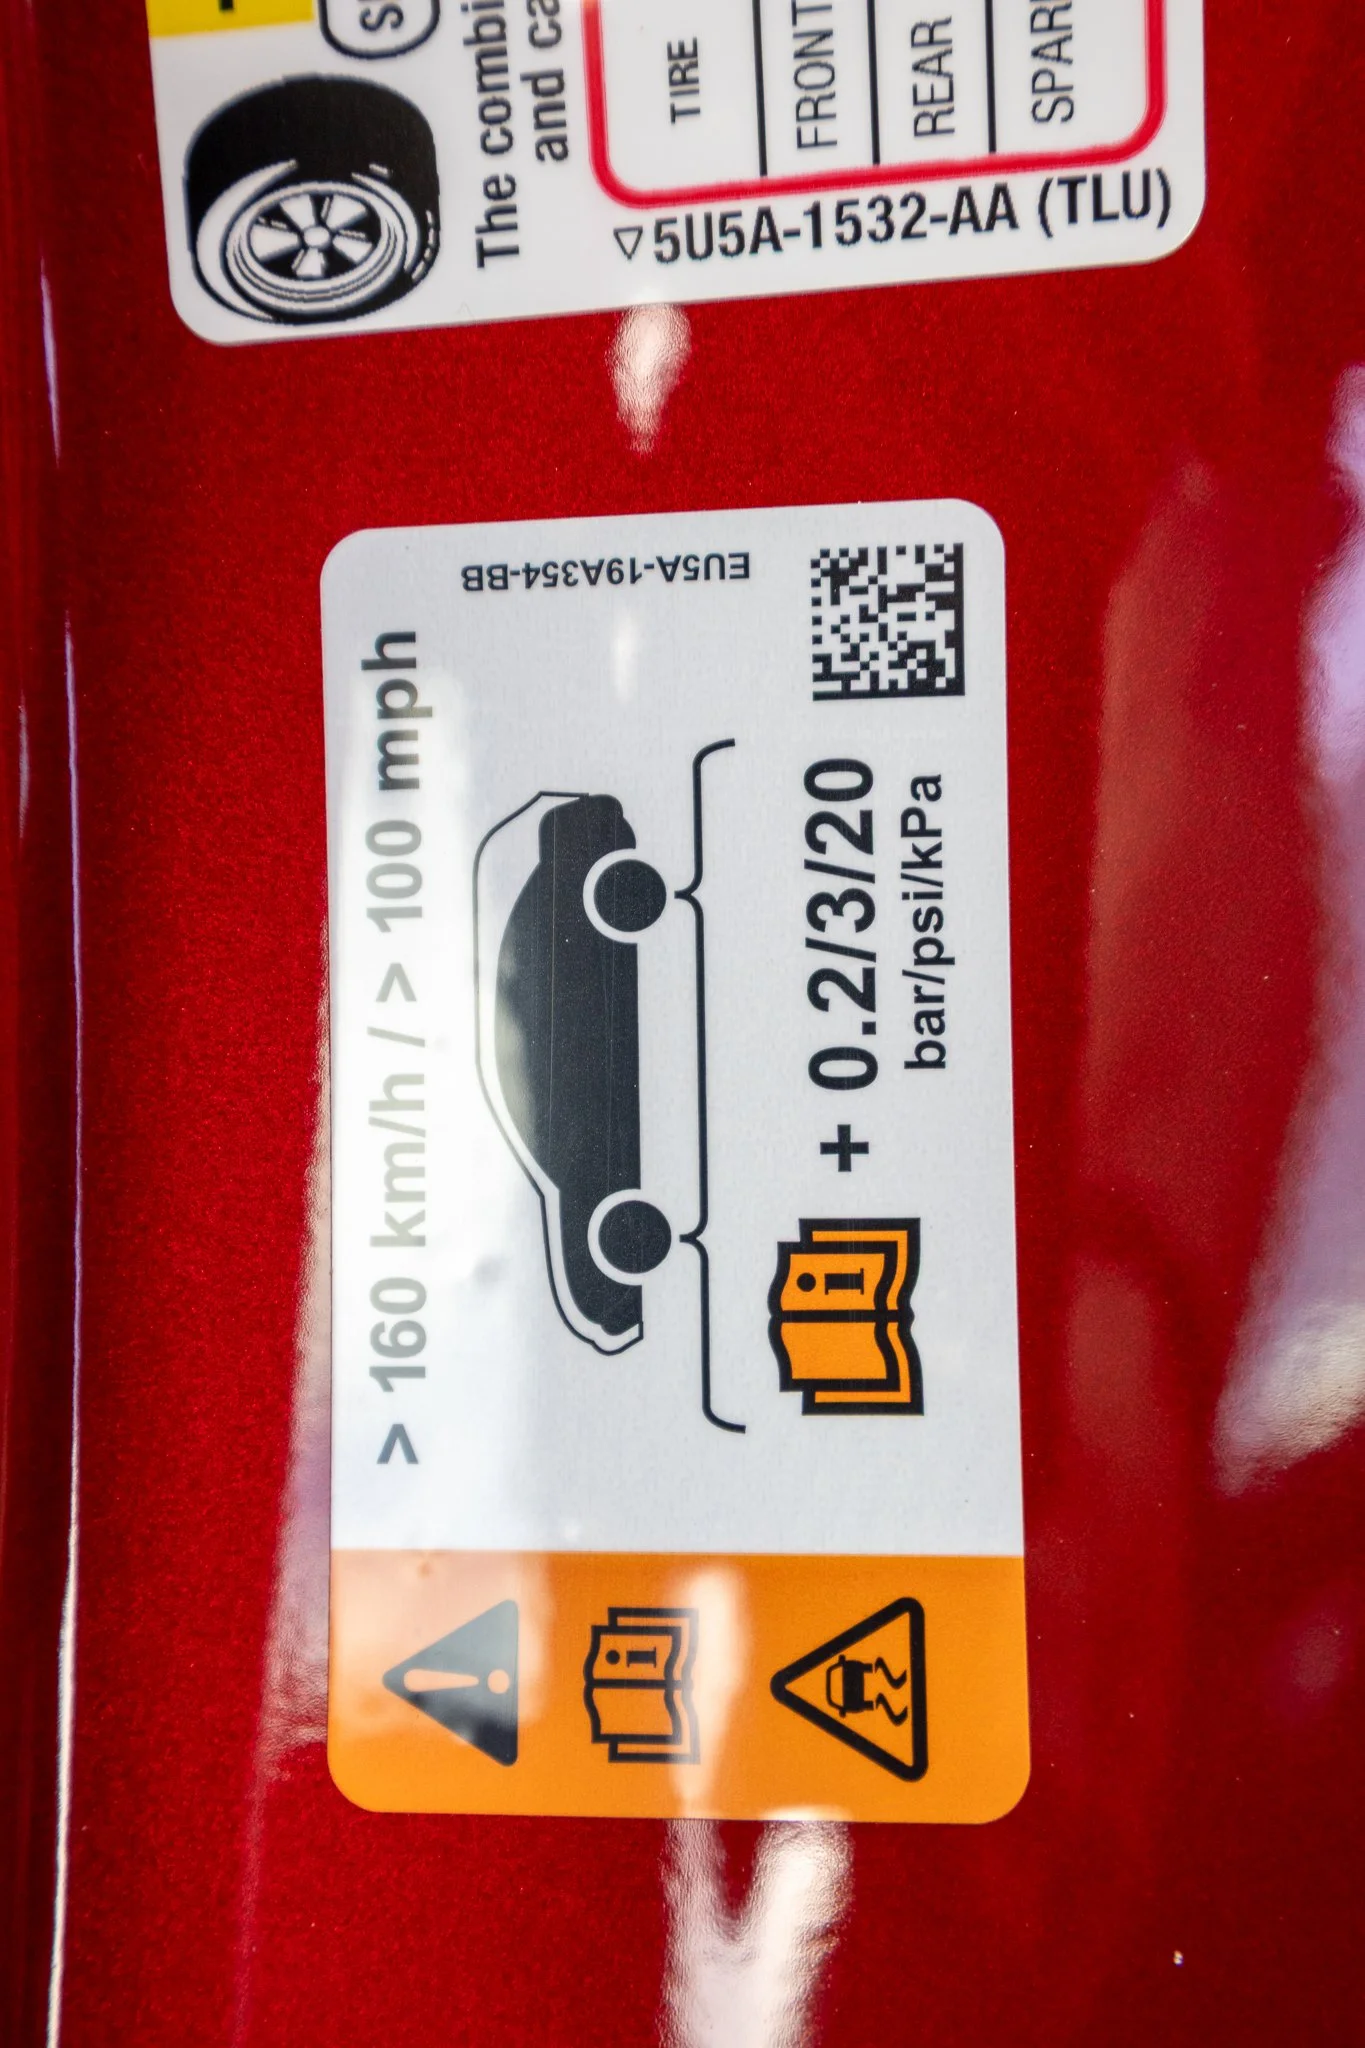 The combi
and ca
TIRE
FRONT
REAR
SPAR
5U5A-1532-AA (TLU)
> 160 km/h / > 100 mph
EU5A-19A354-BB
+ 0.2/3/20
bar/psi/kPa
i
i